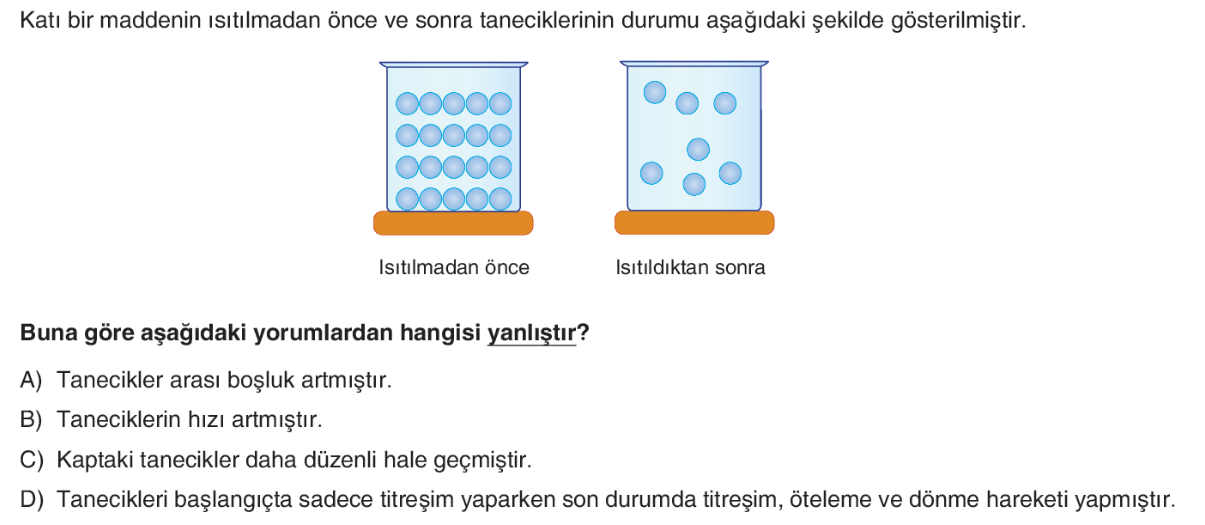 Katı bir maddenin ısıtılmadan önce ve sonra taneciklerinin durumu aşağıdaki şekilde gösterilmiştir.
Isıtılmadan önce
Isıtıldıktan sonra
Buna göre aşağıdaki yorumlardan hangisi yanlıştır?
A) Tanecikler arası boşluk artmıştır.
B) Taneciklerin hızı artmıştır.
C) Kaptaki tanecikler daha düzenli hale geçmiştir.
D) Tanecikleri başlangıçta sadece titreşim yaparken son durumda titreşim, öteleme ve dönme hareketi yapmıştır.